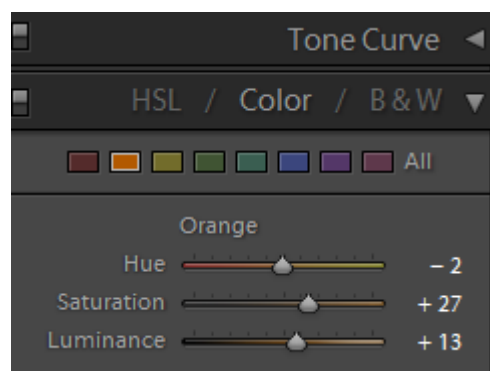 Tone Curve
HSL / Color / B & W
All
Orange
Hue − 2
Saturation + 27
Luminance + 13